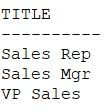 TITLE
----------
Sales Rep
Sales Mgr
VP Sales